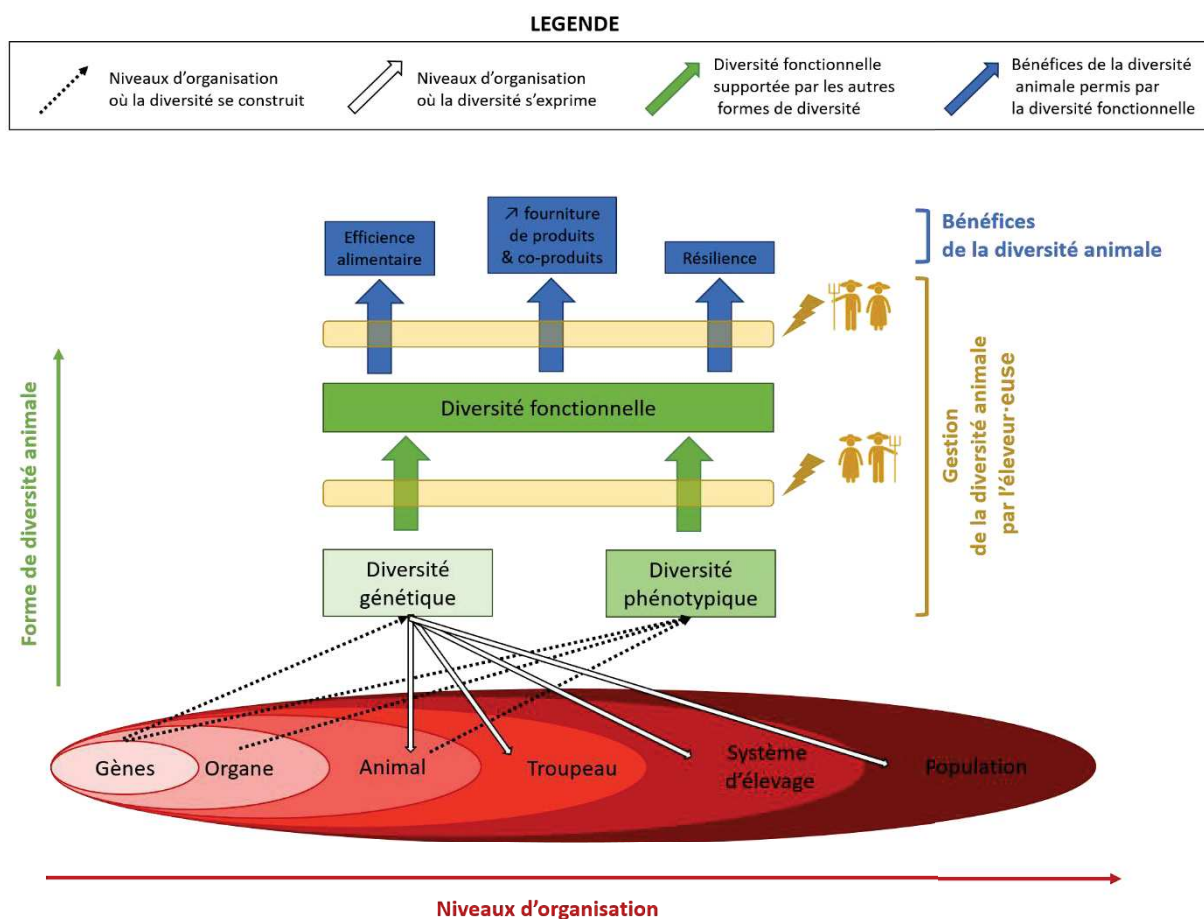 LEGENDE
Niveaux d'organisation
où la diversité se construit
Niveaux d'organisation
où la diversité s'exprime
Diversité fonctionnelle
supportée par les autres
formes de diversité
Bénéfices de la diversité
animale permis par
la diversité fonctionnelle
Efficience
alimentaire
↗ fourniture
de produits
& co-produits
Résilience
Bénéfices
de la diversité animale
Diversité fonctionnelle
Gestion
de la diversité animale
par l'éleveur·euse
Forme de diversité animale
Diversité
génétique
Diversité
phénotypique
Gènes
Organe
Animal
Troupeau
Système
d'élevage
Population
Niveaux d'organisation